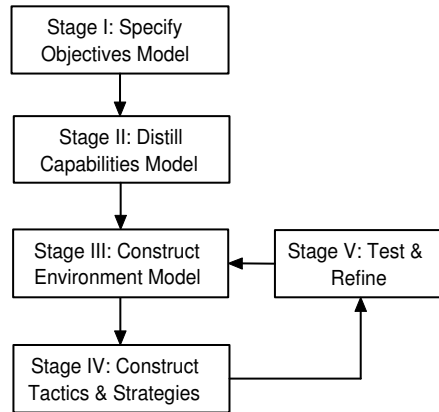 Stage I: Specify
Objectives Model
Stage II: Distill
Capabilities Model
Stage III: Construct
Environment Model
Stage V: Test &
Refine
Stage IV: Construct
Tactics & Strategies